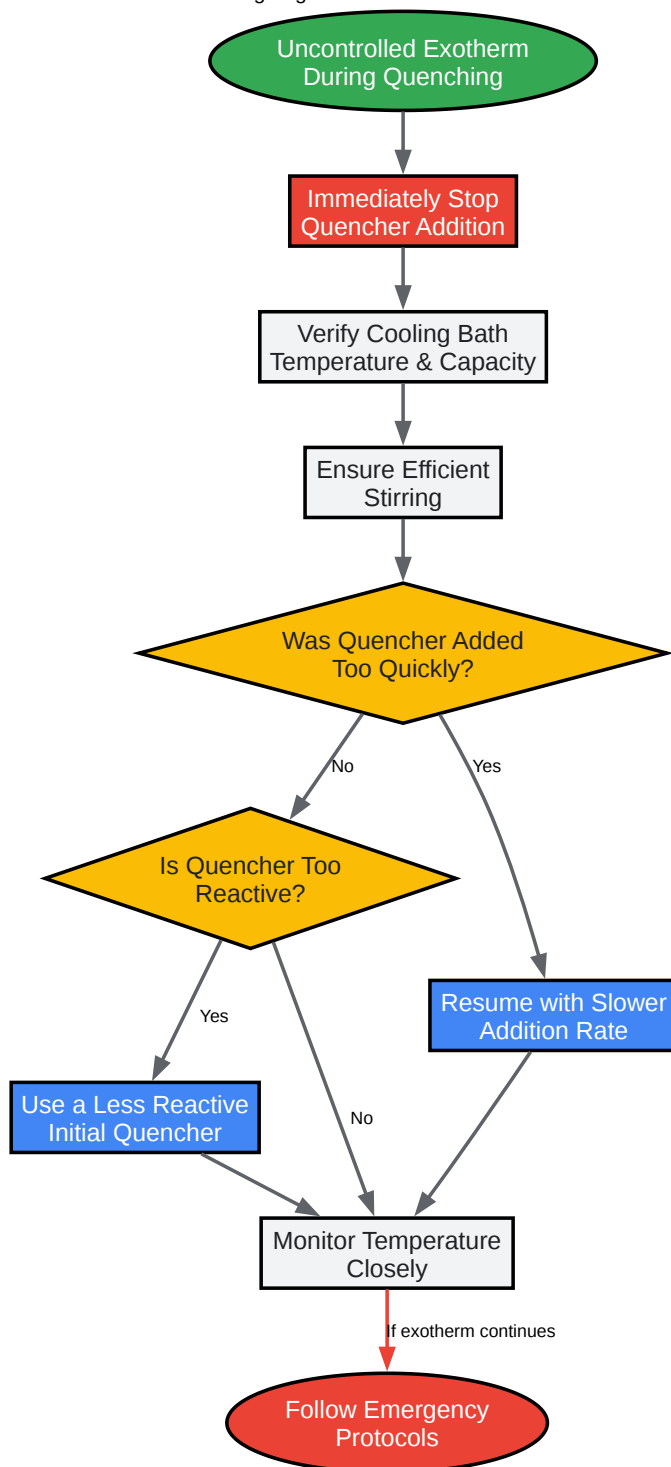 Uncontrolled Exotherm
During Quenching
Immediately Stop
Quencher Addition
Verify Cooling Bath
Temperature & Capacity
Ensure Efficient
Stirring
Was Quencher Added
Too Quickly?
No
Yes
Is Quencher Too
Reactive?
Yes
Resume with Slower
Addition Rate
Use a Less Reactive
Initial Quencher
No
Monitor Temperature
Closely
If exotherm continues
Follow Emergency
Protocols